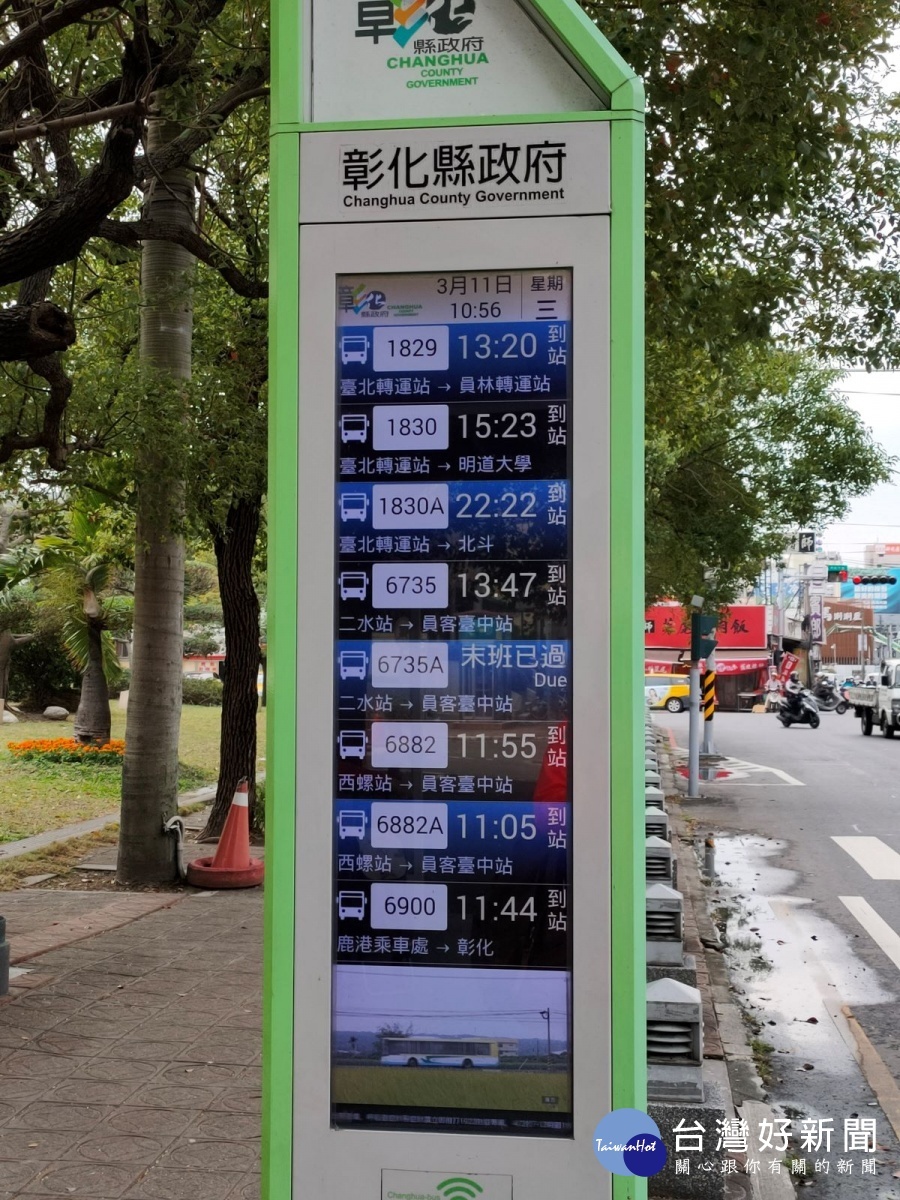 彰化
縣政府
CHANGHUA
COUNTY
GOVERNMENT
彰化縣政府
Changhua County Government
縣政府
CHANGHUA
3月11日
10:56
星期
三
1829 13:20 到站
臺北轉運站 → 員林轉運站
1830 15:23 到站
臺北轉運站 → 明道大學
1830A 22:22 到站
臺北轉運站 → 北斗
6735 13:47 到站
二水站 → 員客臺中站
6735A 末班已過
Due
二水站 → 員客臺中站
6882 11:55 到站
西螺站 → 員客臺中站
6882A 11:05 到站
西螺站 → 員客臺中站
6900 11:44 到站
鹿港乘車處 → 彰化
Changhua-bus
TaiwanHot
台灣好新聞
關心跟你有關的新聞